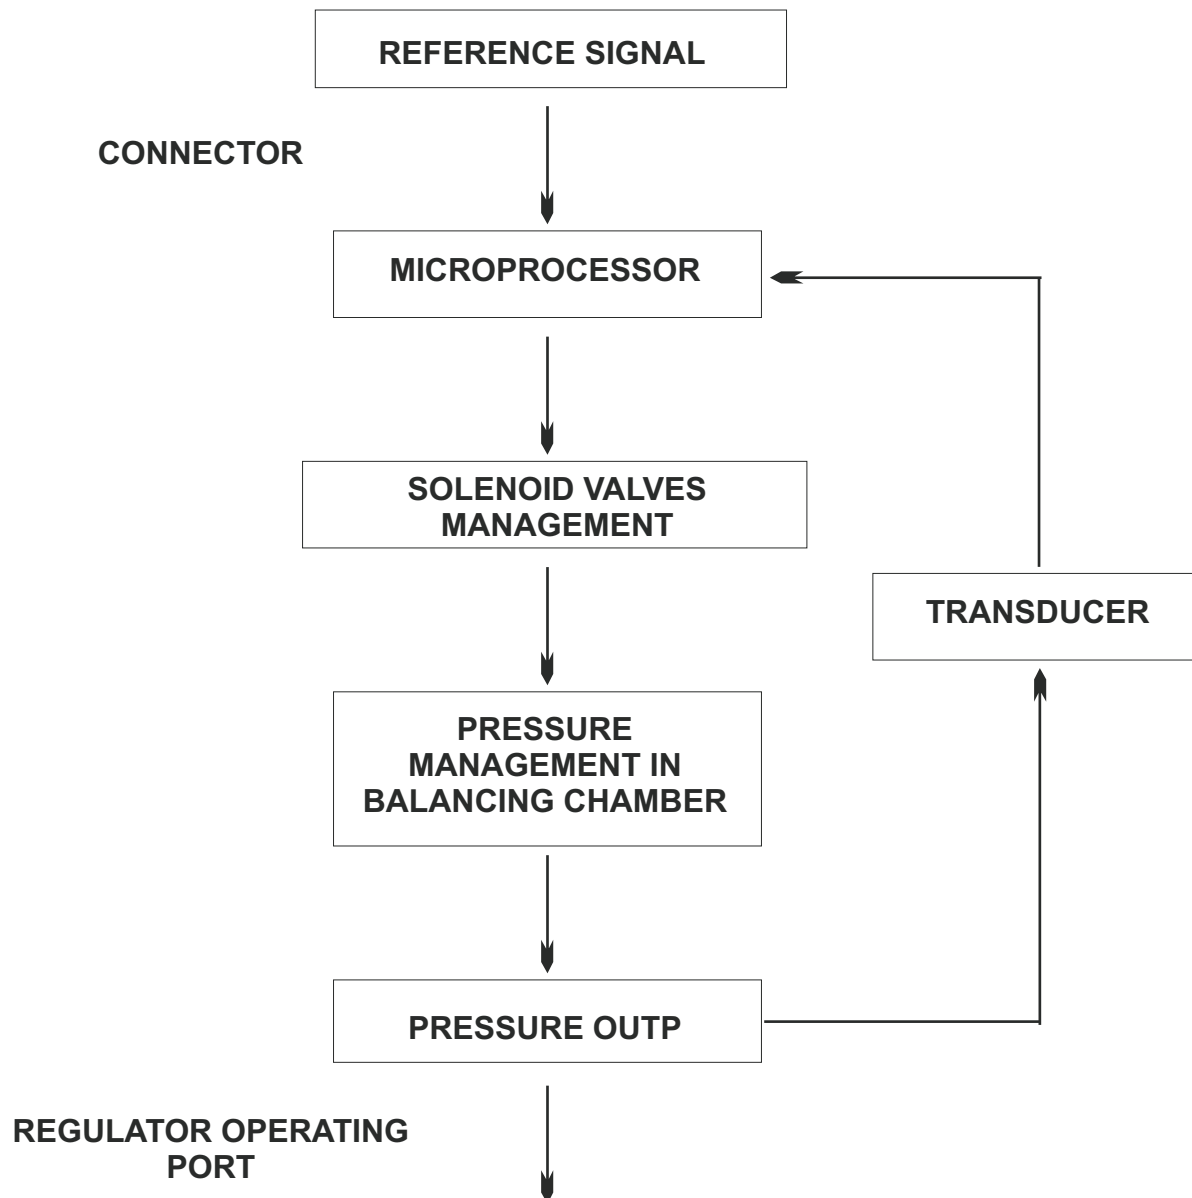 REFERENCE SIGNAL
CONNECTOR
MICROPROCESSOR
SOLENOID VALVES
MANAGEMENT
TRANSDUCER
PRESSURE
MANAGEMENT IN
BALANCING CHAMBER
PRESSURE OUTP
REGULATOR OPERATING
PORT